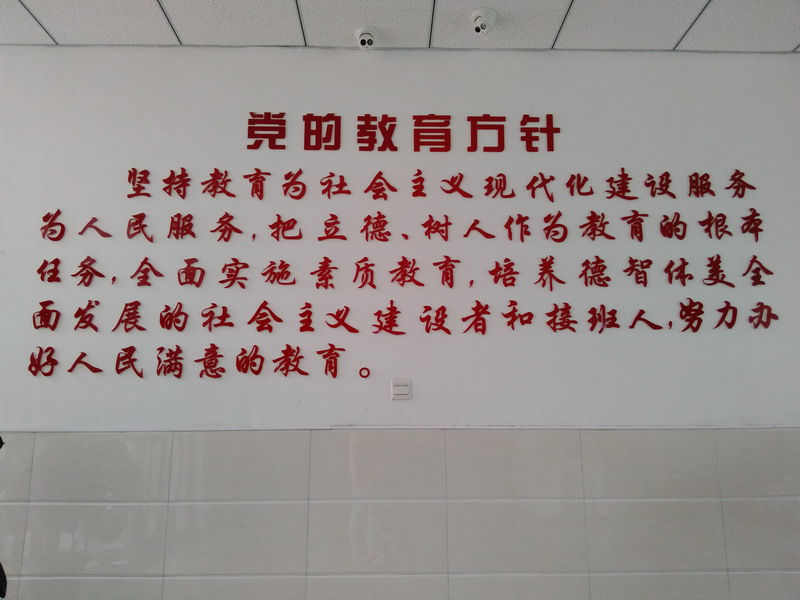 党的教育方针
坚持教育为社会主义现代化建设服务
为人民服务,把立德、树人作为教育的根本
任务,全面实施素质教育,培养德智体美全
面发展的社会主义建设者和接班人,努力办
好人民满意的教育。